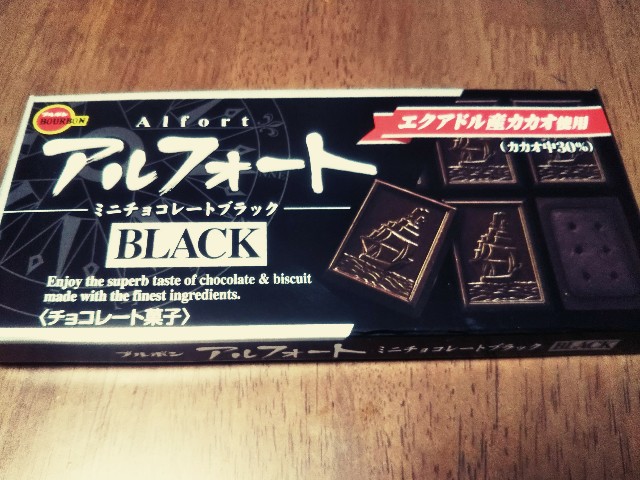 ブルボン
BOURBON
Alfort
アルフォート
ミニチョコレートブラック
BLACK
Enjoy the superb taste of chocolate & biscuit
made with the finest ingredients.
〈チョコレート菓子〉
エクアドル産カカオ使用
(カカオ中30%)
ブルボン アルフォート ミニチョコレートブラック BLACK